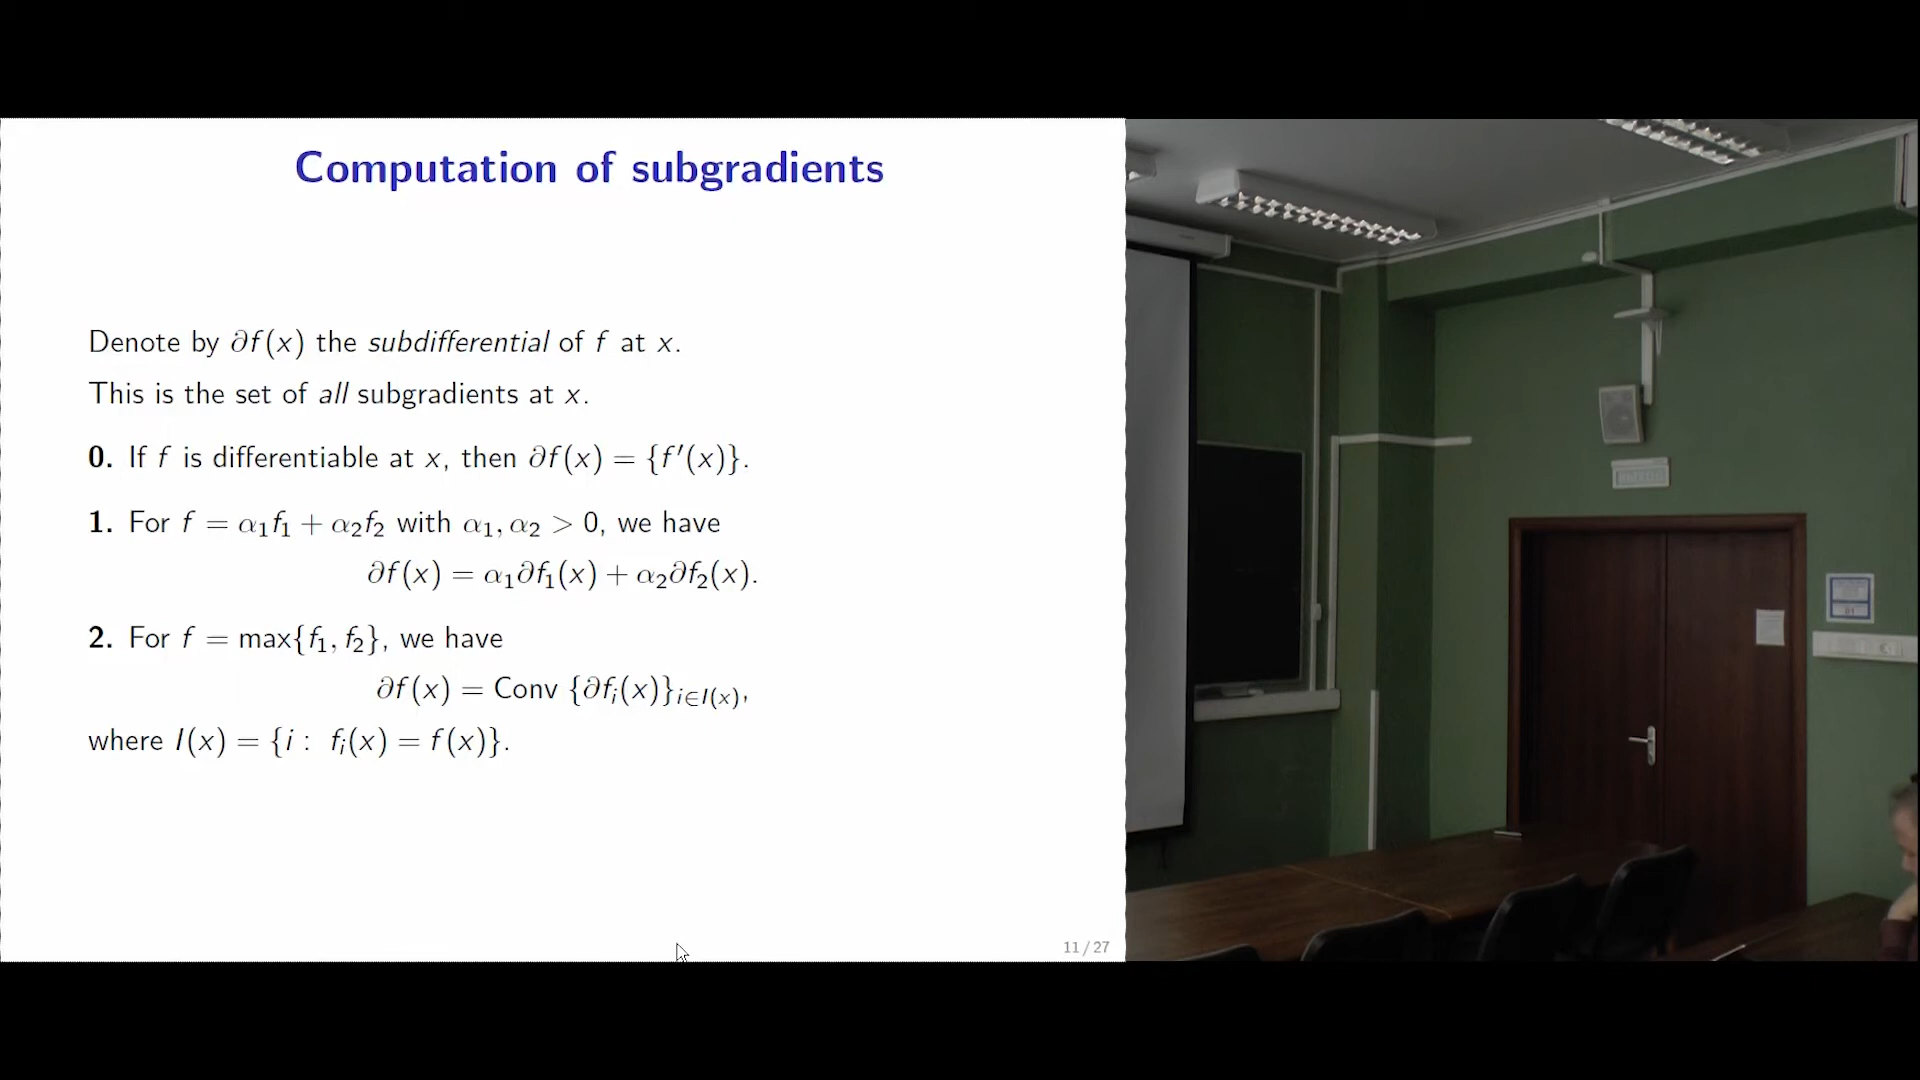 Computation of subgradients
Denote by ∂f(x) the subdifferential of f at x.
This is the set of all subgradients at x.
0. If f is differentiable at x, then ∂f(x) = {f′(x)}.
1. For f = α₁f₁ + α₂f₂ with α₁, α₂ > 0, we have
∂f(x) = α₁∂f₁(x) + α₂∂f₂(x).
2. For f = max{f₁, f₂}, we have
∂f(x) = Conv {∂fᵢ(x)}i∈I(x),
where I(x) = {i : fᵢ(x) = f(x)}.
11 / 27